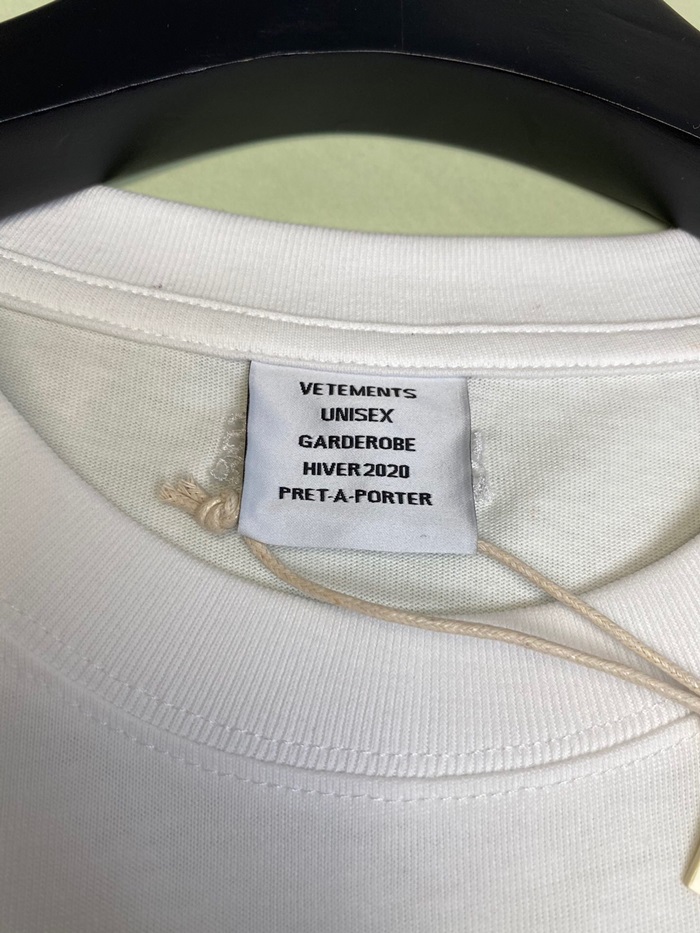 VETEMENTS
UNISEX
GARDEROBE
HIVER 2020
PRET-A-PORTER